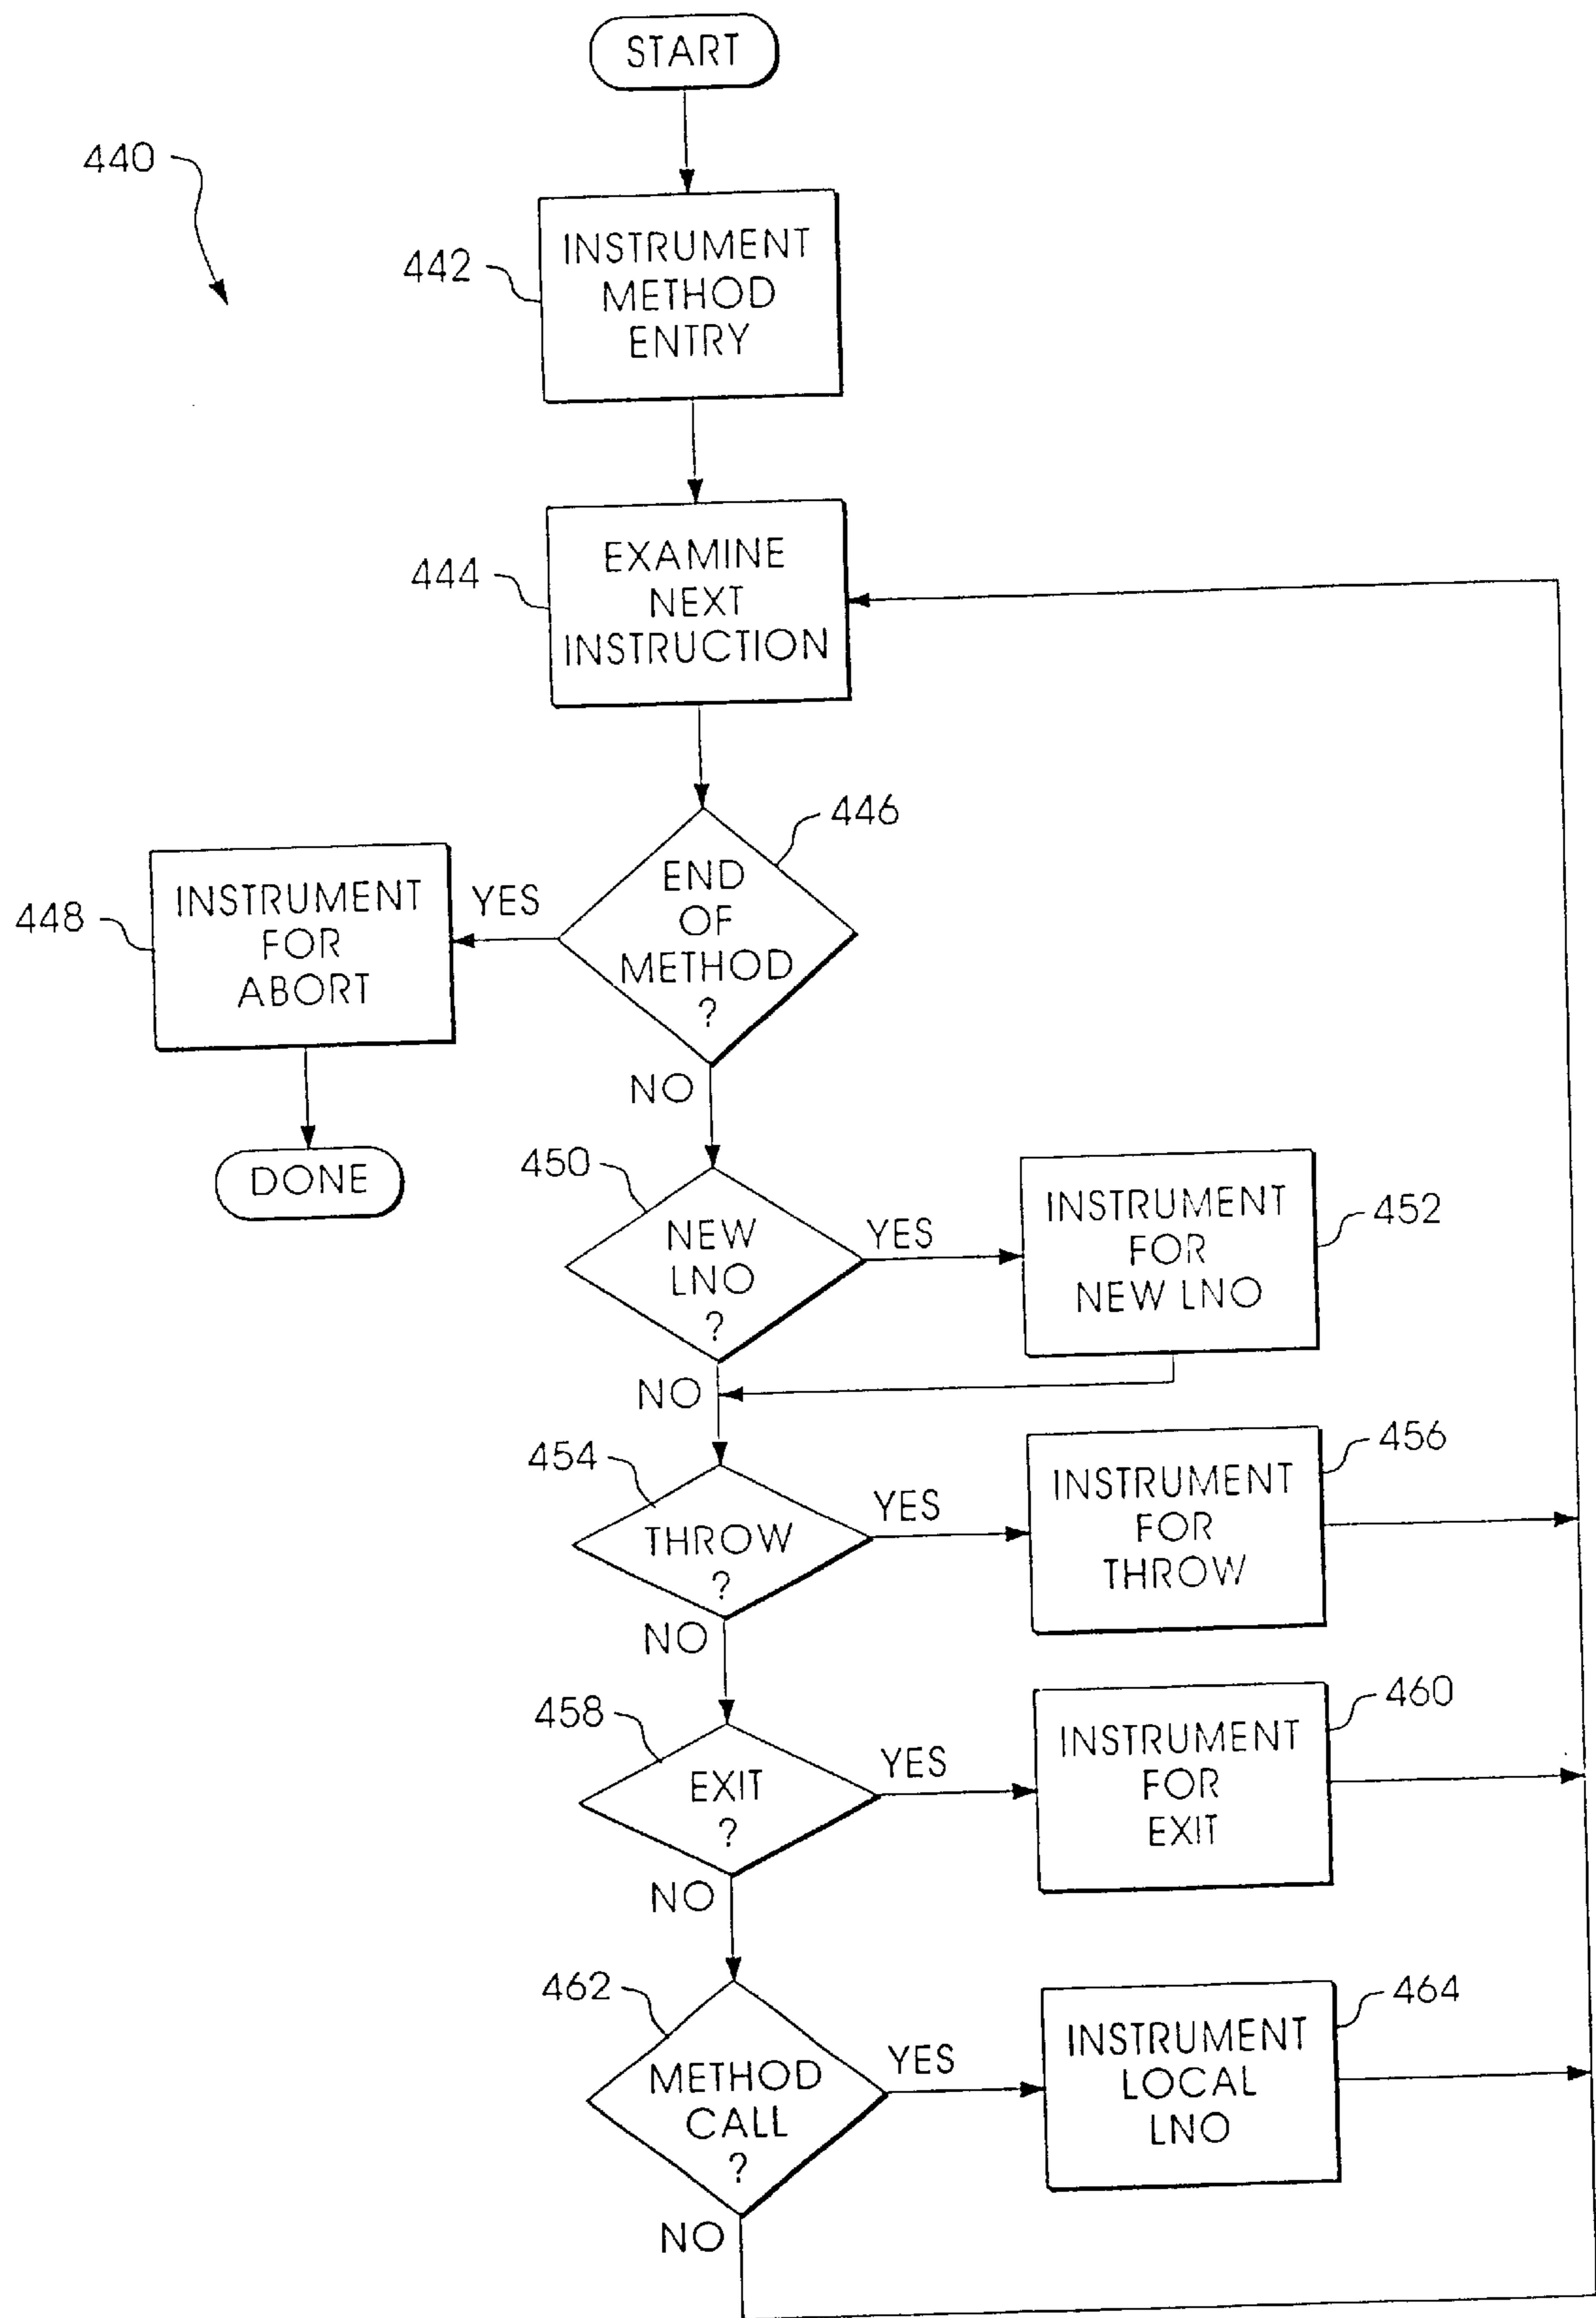 START
440
442
INSTRUMENT
METHOD
ENTRY
444
EXAMINE
NEXT
INSTRUCTION
446
END
OF
METHOD
?
YES
448
INSTRUMENT
FOR
ABORT
NO
DONE
450
NEW
LNO
?
YES
INSTRUMENT
FOR
NEW LNO
452
NO
454
THROW
?
YES
INSTRUMENT
FOR
THROW
456
NO
458
EXIT
?
YES
INSTRUMENT
FOR
EXIT
460
NO
462
METHOD
CALL
?
YES
INSTRUMENT
LOCAL
LNO
464
NO